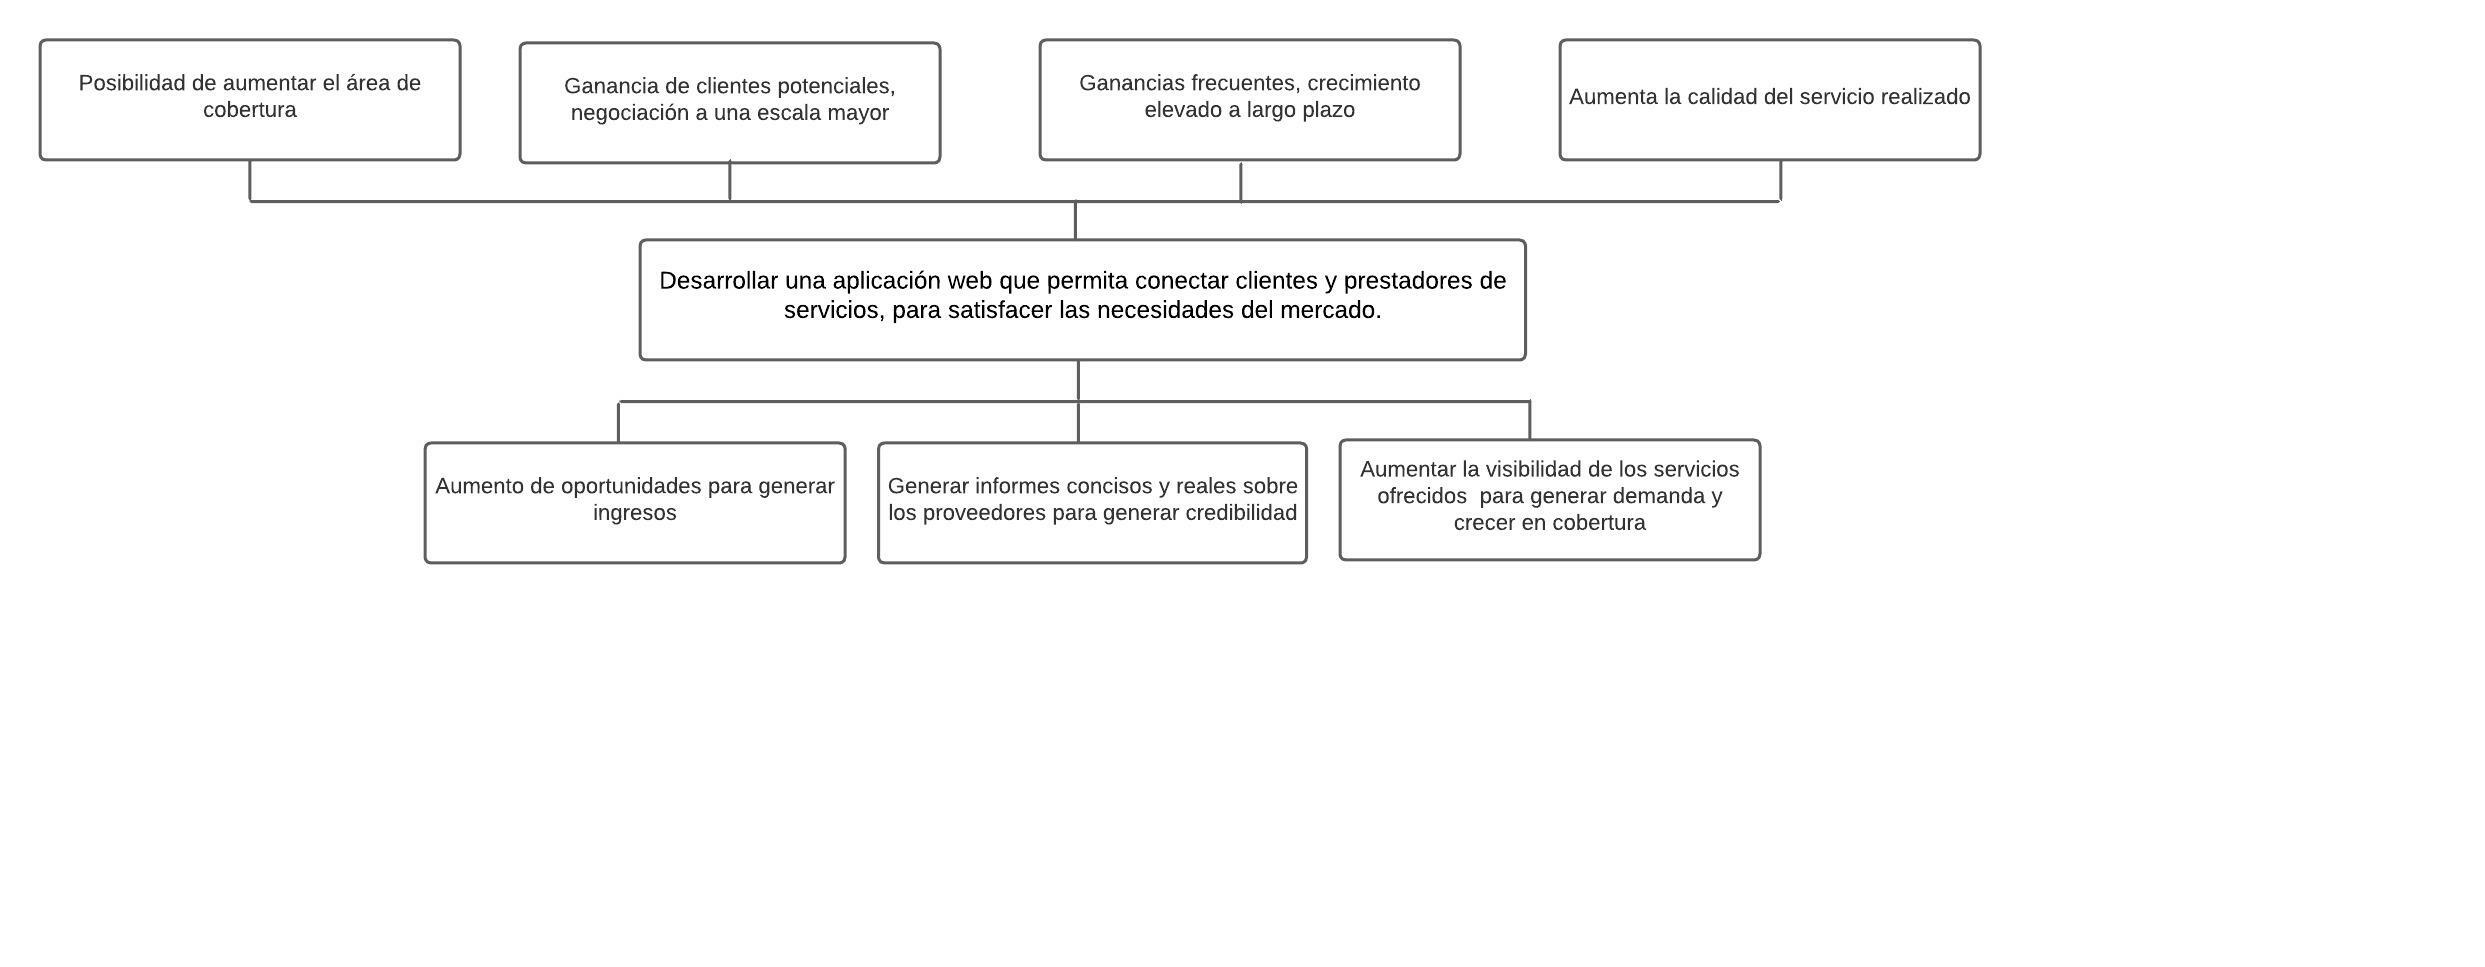 Posibilidad de aumentar el área de
cobertura
Ganancia de clientes potenciales,
negociación a una escala mayor
Ganancias frecuentes, crecimiento
elevado a largo plazo
Aumenta la calidad del servicio realizado
Desarrollar una aplicación web que permita conectar clientes y prestadores de
servicios, para satisfacer las necesidades del mercado.
Aumento de oportunidades para generar
ingresos
Generar informes concisos y reales sobre
los proveedores para generar credibilidad
Aumentar la visibilidad de los servicios
ofrecidos  para generar demanda y
crecer en cobertura